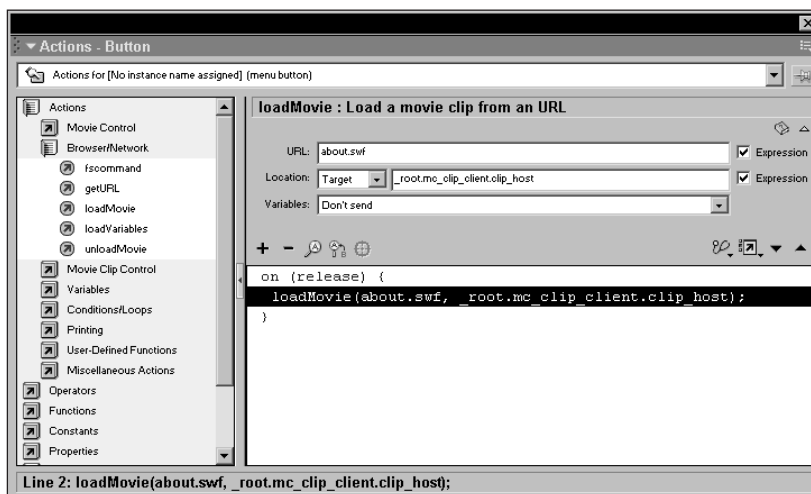 Actions - Button
Actions for [No instance name assigned] (menu button)
Actions
Movie Control
Browser/Network
fscommand
getURL
loadMovie
loadVariables
unloadMovie
Movie Clip Control
Variables
Conditions/Loops
Printing
User-Defined Functions
Miscellaneous Actions
Operators
Functions
Constants
Properties
loadMovie : Load a movie clip from an URL
URL: about.swf Expression
Location: Target _root.mc_clip_client.clip_host Expression
Variables: Don't send
on (release) {
loadMovie(about.swf, _root.mc_clip_client.clip_host);
}
Line 2: loadMovie(about.swf, _root.mc_clip_client.clip_host);